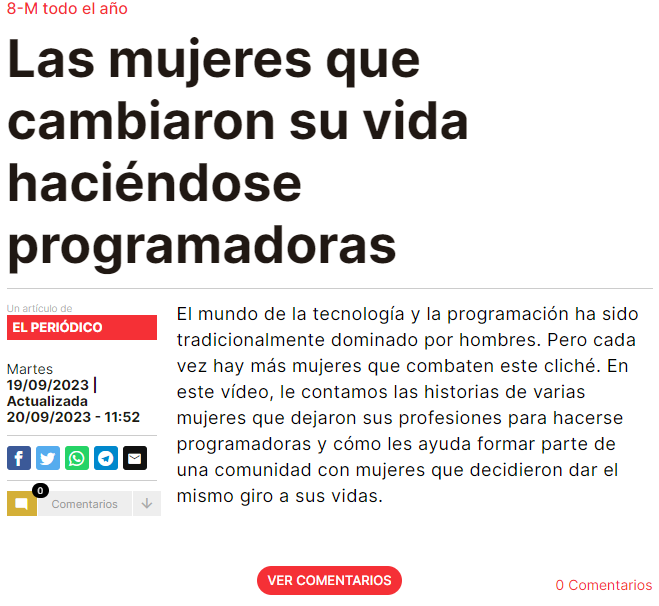 8-M todo el año
Las mujeres que
cambiaron su vida
haciéndose
programadoras
Un artículo de
EL PERIÓDICO
Martes
19/09/2023 |
Actualizada
20/09/2023 - 11:52
0
Comentarios
El mundo de la tecnología y la programación ha sido
tradicionalmente dominado por hombres. Pero cada
vez hay más mujeres que combaten este cliché. En
este vídeo, le contamos las historias de varias
mujeres que dejaron sus profesiones para hacerse
programadoras y cómo les ayuda formar parte de
una comunidad con mujeres que decidieron dar el
mismo giro a sus vidas.
VER COMENTARIOS
0 Comentarios